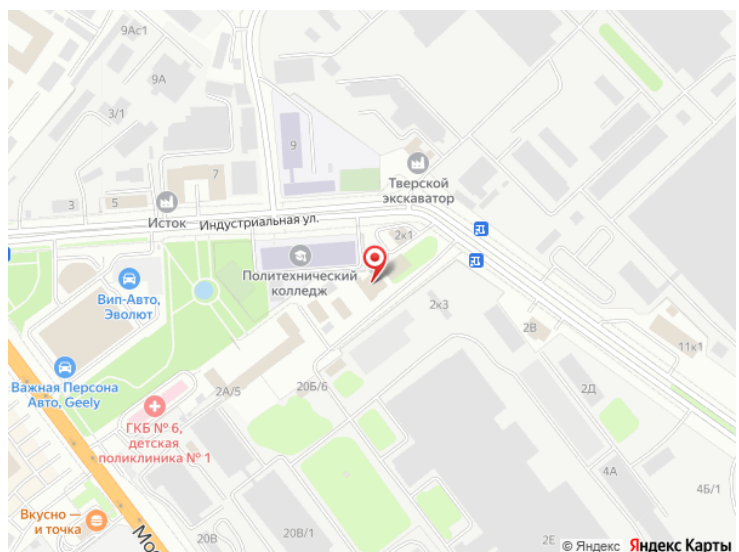 9Ас1
9А
3/1
9
7
Тверской
экскаватор
3
5
Исток
Индустриальная ул.
2к1
Политехнический
колледж
Вип-Авто,
Эволют
2к3
2В
11к1
Важная Персона
Авто, Geely
2А/5
20Б/6
2Д
ГКБ № 6,
детская
поликлиника № 1
4А
4Б/1
Вкусно —
и точка
Мос
20В
20В/1
2Е
© Яндекс Яндекс Карты